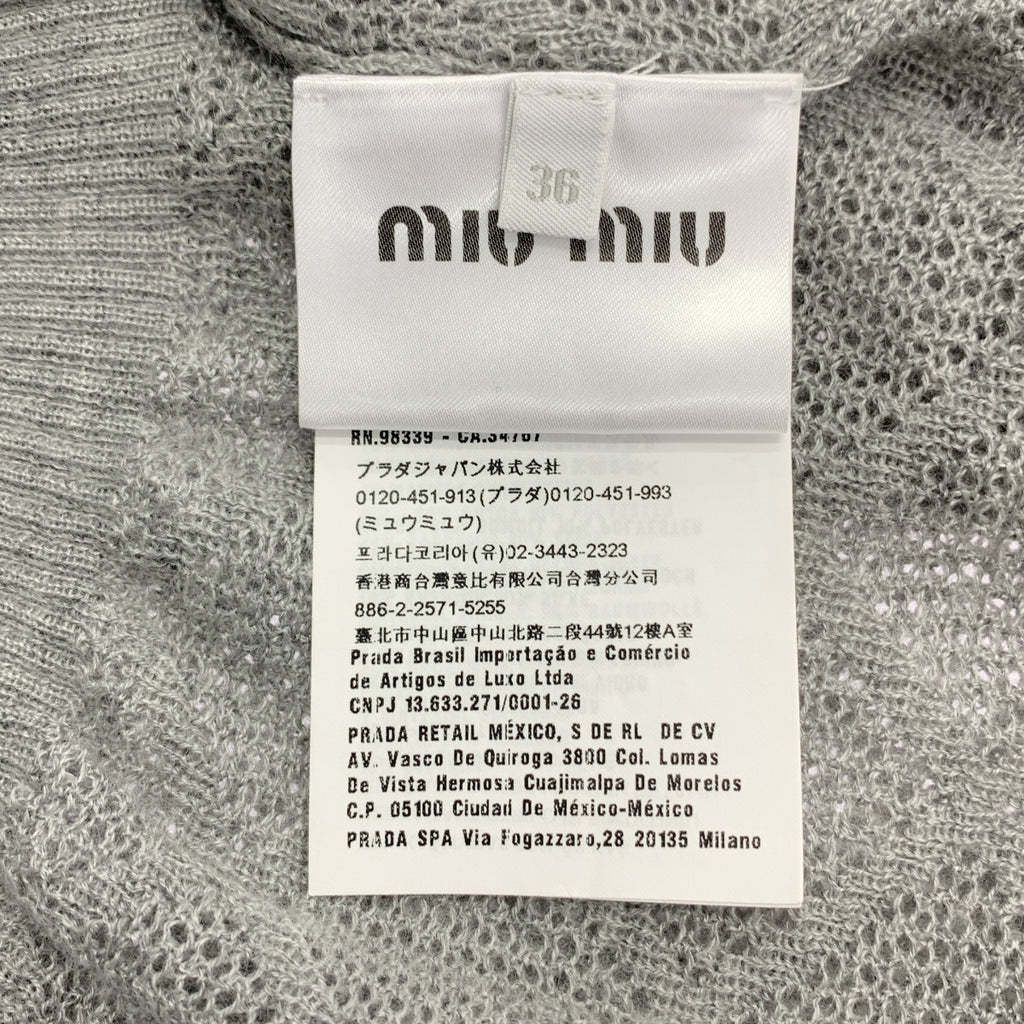 36
miu miu
RN.98339 - CA.34767
プラダジャパン株式会社
0120-451-913(プラダ)0120-451-993
(ミュウミュウ)
프라다코리아(유)02-3443-2323
香港商台灣意比有限公司台灣分公司
886-2-2571-5255
臺北市中山區中山北路二段44號12樓A室
Prada Brasil Importação e Comércio
de Artigos de Luxo Ltda
CNPJ 13.633.271/0001-26
PRADA RETAIL MÉXICO, S DE RL DE CV
AV. Vasco De Quiroga 3800 Col. Lomas
De Vista Hermosa Cuajimalpa De Morelos
C.P. 05100 Ciudad De México-México
PRADA SPA Via Fogazzaro,28 20135 Milano